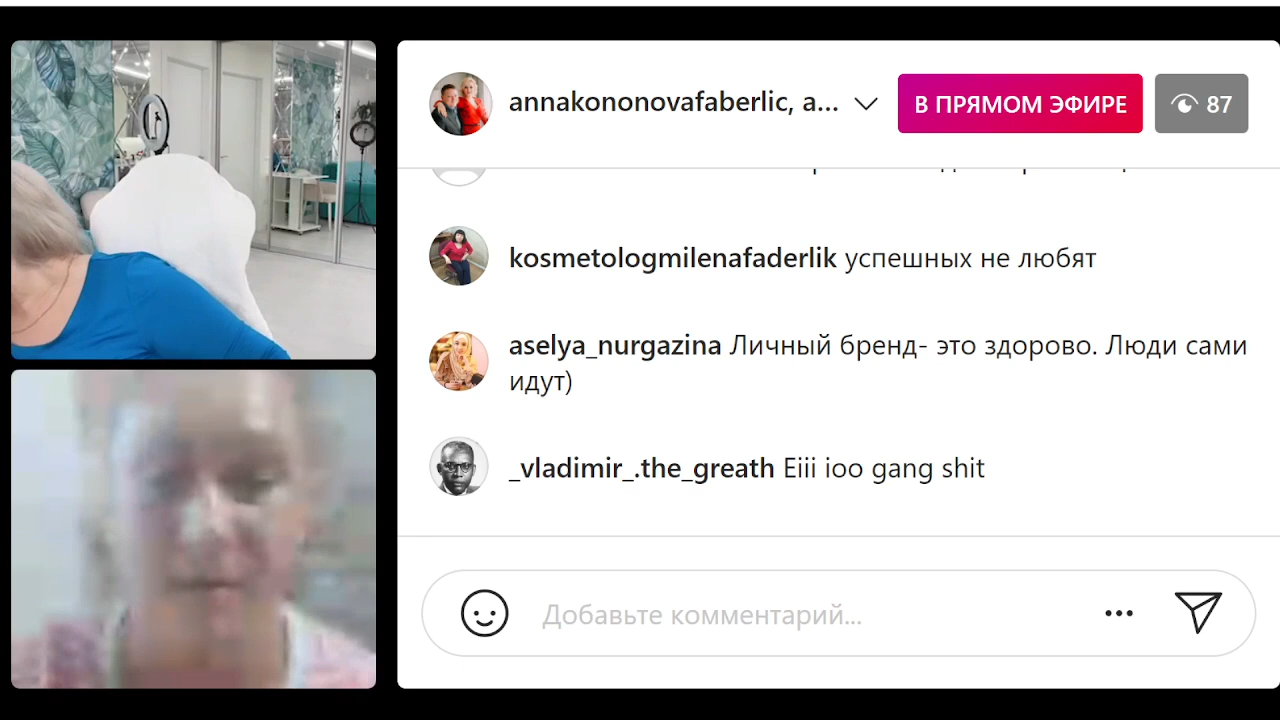 annakononovafaberlic, a...
В ПРЯМОМ ЭФИРЕ
87
kosmetologmilenafaderlik успешных не любят
aselya_nurgazina Личный бренд- это здорово. Люди сами
идут)
_vladimir_.the_greath Eiii ioo gang shit
Добавьте комментарий...